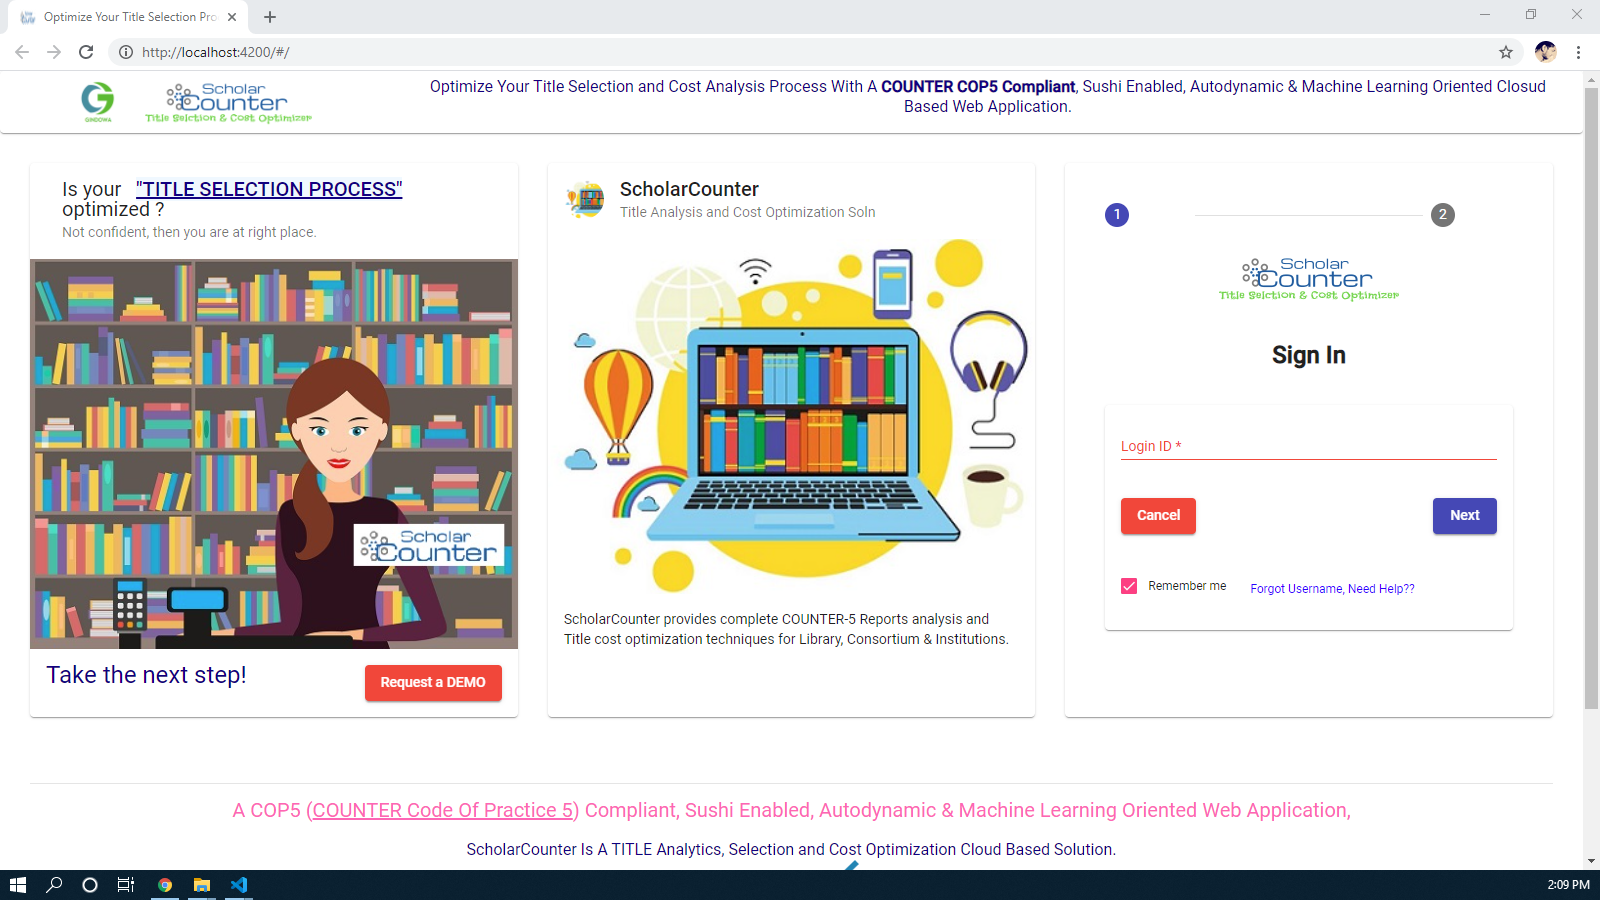 Optimize Your Title Selection Pro
http://localhost:4200/#/
GINDOWA
Scholar
Counter
Title Selction & Cost Optimizer
Optimize Your Title Selection and Cost Analysis Process With A COUNTER COP5 Compliant, Sushi Enabled, Autodynamic & Machine Learning Oriented Closud
Based Web Application.
Is your "TITLE SELECTION PROCESS"
optimized ?
Not confident, then you are at right place.
Scholar
Counter
Take the next step!
Request a DEMO
ScholarCounter
Title Analysis and Cost Optimization Soln
ScholarCounter provides complete COUNTER-5 Reports analysis and
Title cost optimization techniques for Library, Consortium & Institutions.
1
2
Scholar
Counter
Title Selction & Cost Optimizer
Sign In
Login ID *
Cancel
Next
Remember me
Forgot Username, Need Help??
A COP5 (COUNTER Code Of Practice 5) Compliant, Sushi Enabled, Autodynamic & Machine Learning Oriented Web Application,
ScholarCounter Is A TITLE Analytics, Selection and Cost Optimization Cloud Based Solution.
2:09 PM